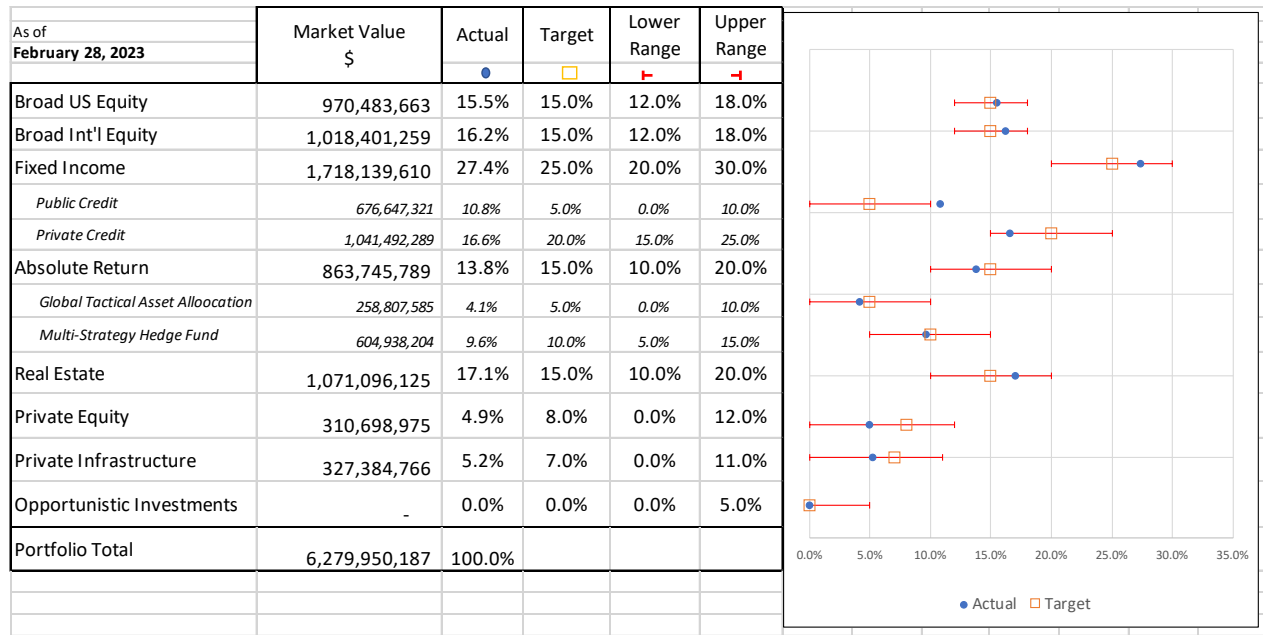 As of
February 28, 2023
Market Value
$
Actual
Target
Lower
Range
Upper
Range
Broad US Equity 970,483,663 15.5% 15.0% 12.0% 18.0%
Broad Int'l Equity 1,018,401,259 16.2% 15.0% 12.0% 18.0%
Fixed Income 1,718,139,610 27.4% 25.0% 20.0% 30.0%
Public Credit 676,647,321 10.8% 5.0% 0.0% 10.0%
Private Credit 1,041,492,289 16.6% 20.0% 15.0% 25.0%
Absolute Return 863,745,789 13.8% 15.0% 10.0% 20.0%
Global Tactical Asset Alloocation 258,807,585 4.1% 5.0% 0.0% 10.0%
Multi-Strategy Hedge Fund 604,938,204 9.6% 10.0% 5.0% 15.0%
Real Estate 1,071,096,125 17.1% 15.0% 10.0% 20.0%
Private Equity 310,698,975 4.9% 8.0% 0.0% 12.0%
Private Infrastructure 327,384,766 5.2% 7.0% 0.0% 11.0%
Opportunistic Investments - 0.0% 0.0% 0.0% 5.0%
Portfolio Total 6,279,950,187 100.0%
0.0% 5.0% 10.0% 15.0% 20.0% 25.0% 30.0% 35.0%
Actual Target